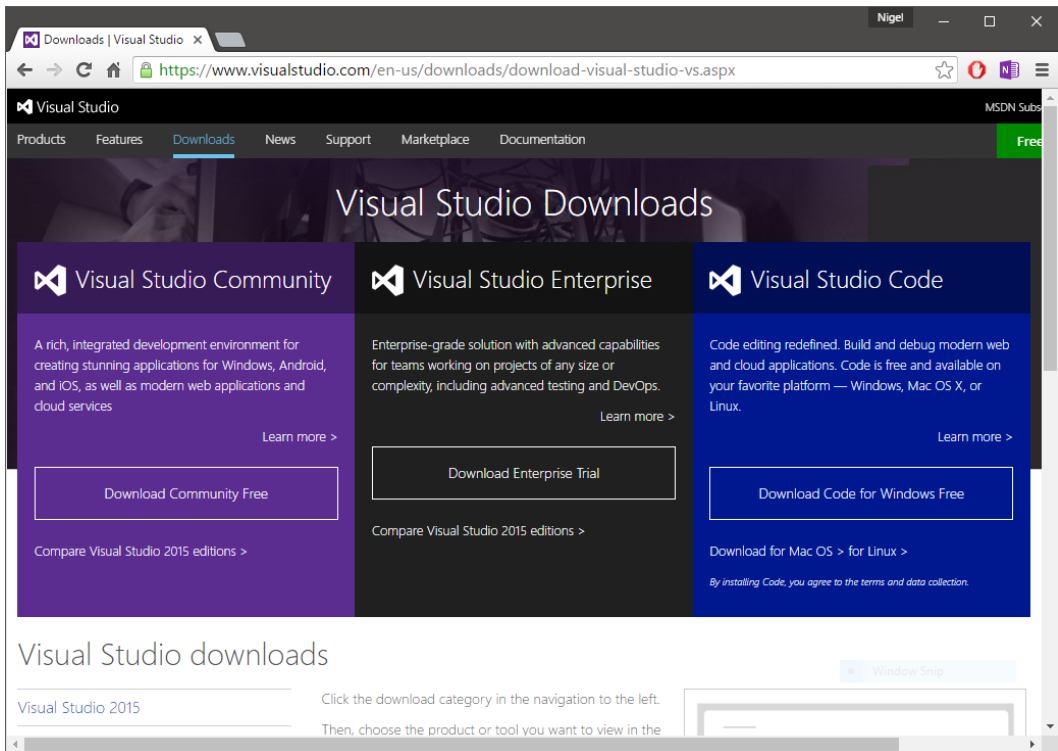 Nigel
Downloads | Visual Studio
https://www.visualstudio.com/en-us/downloads/download-visual-studio-vs.aspx
Visual Studio
MSDN Subs
Products Features Downloads News Support Marketplace Documentation
Free
Visual Studio Downloads
Visual Studio Community
A rich, integrated development environment for
creating stunning applications for Windows, Android,
and iOS, as well as modern web applications and
cloud services
Learn more >
Download Community Free
Compare Visual Studio 2015 editions >
Visual Studio Enterprise
Enterprise-grade solution with advanced capabilities
for teams working on projects of any size or
complexity, including advanced testing and DevOps.
Learn more >
Download Enterprise Trial
Compare Visual Studio 2015 editions >
Visual Studio Code
Code editing redefined. Build and debug modern web
and cloud applications. Code is free and available on
your favorite platform — Windows, Mac OS X, or
Linux.
Learn more >
Download Code for Windows Free
Download for Mac OS > for Linux >
By installing Code, you agree to the terms and data collection.
Visual Studio downloads
Window Snip
Visual Studio 2015
Click the download category in the navigation to the left.
Then, choose the product or tool you want to view in the